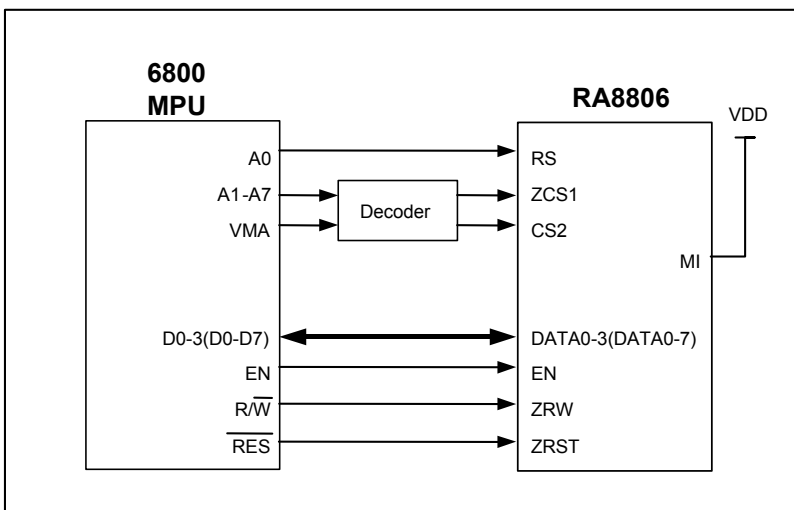 6800
MPU
RA8806
VDD
A0
RS
A1-A7
Decoder
ZCS1
VMA
CS2
MI
D0-3(D0-D7)
DATA0-3(DATA0-7)
EN
EN
R/W̅
ZRW
R̅E̅S̅
ZRST